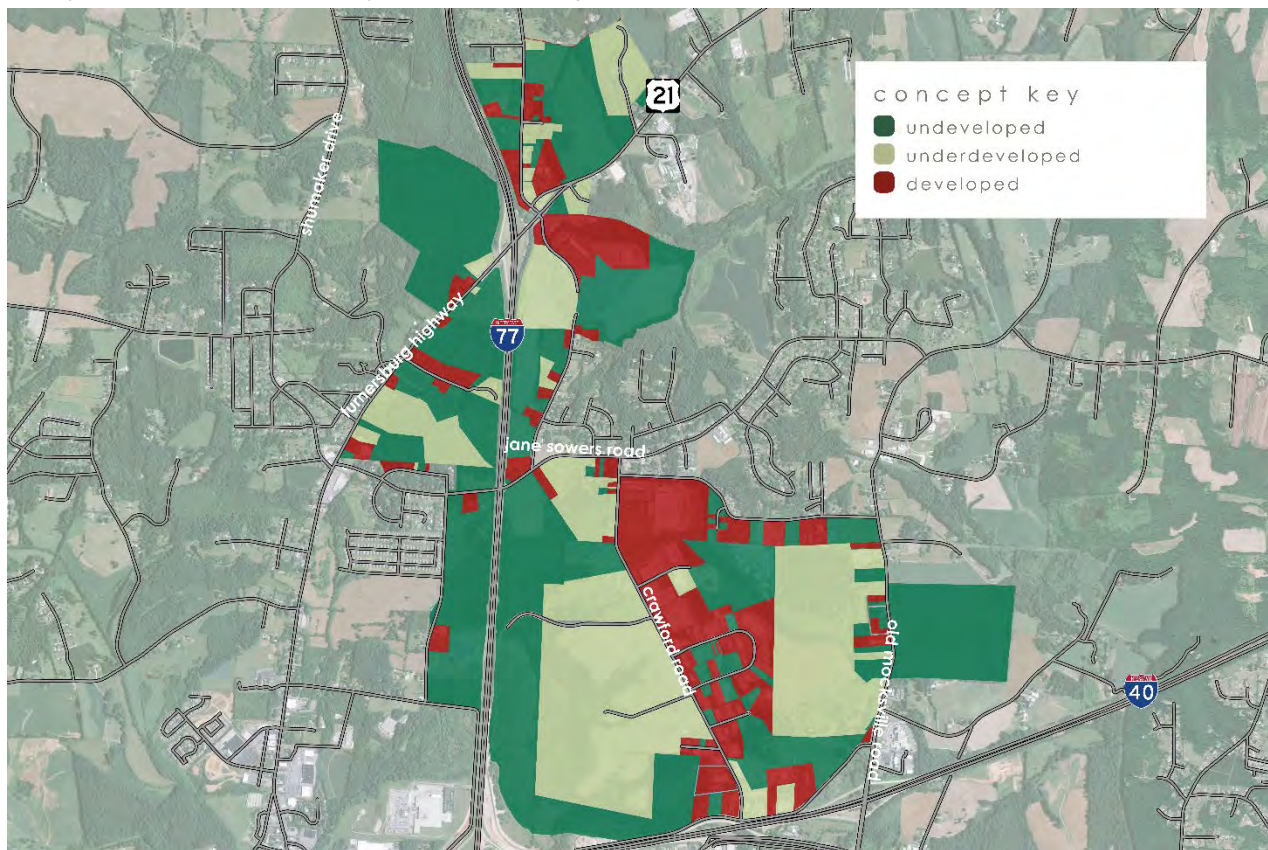 concept key
undeveloped
underdeveloped
developed
21
shumaker drive
77
turnersburg highway
jane sowers road
crawford road
old mocksville road
40